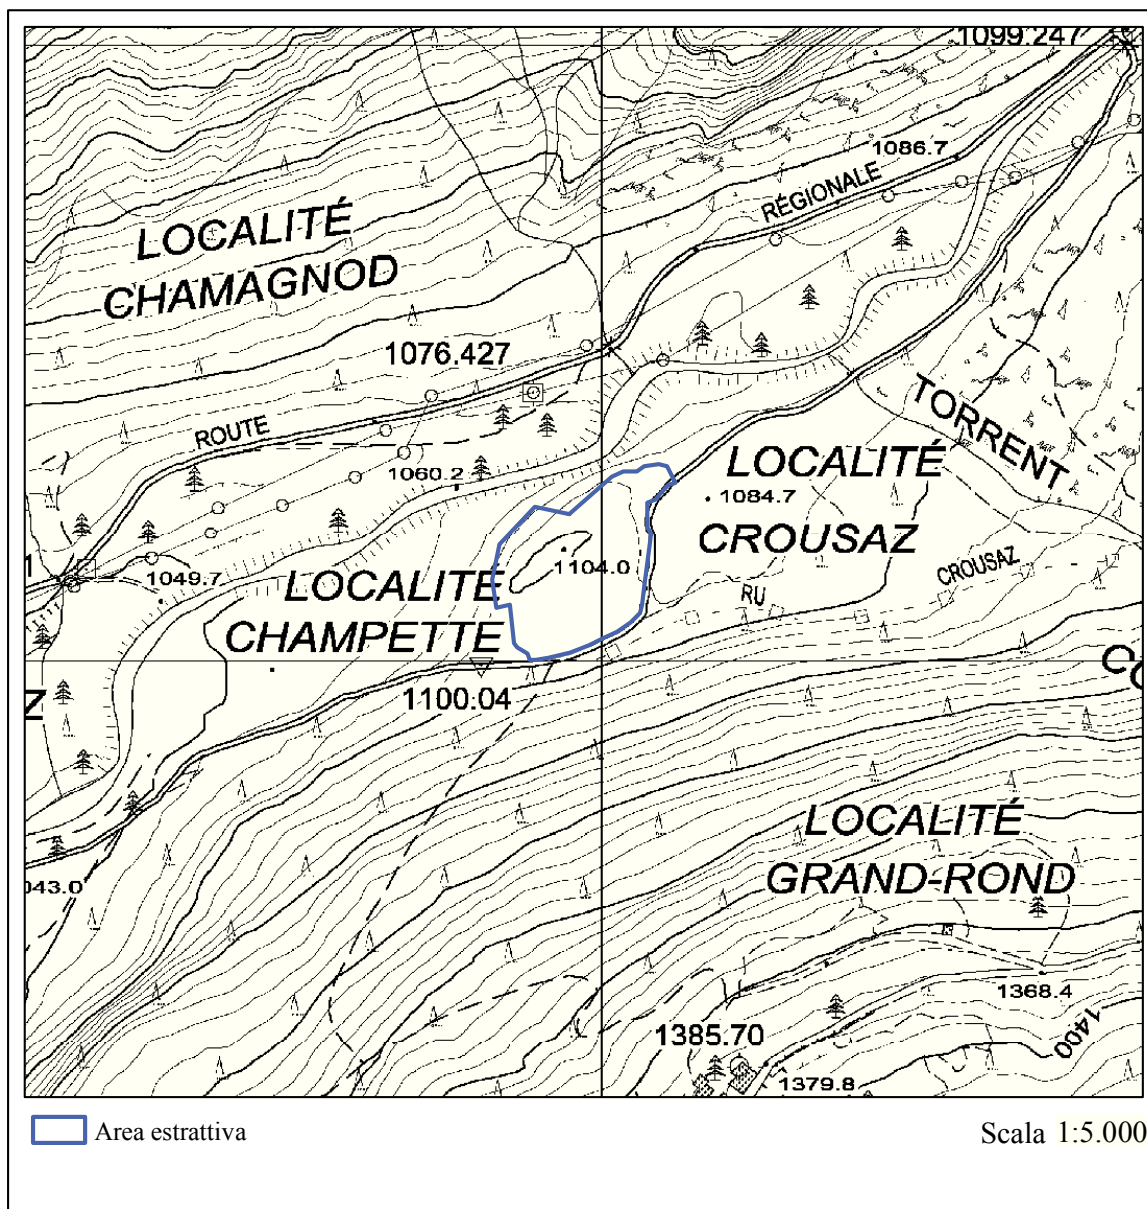 1099.247
1086.7
RÉGIONALE
LOCALITÉ
CHAMAGNOD
1076.427
ROUTE
TORRENT
LOCALITÉ
1060.2
1084.7
CROUSAZ
1104.0
1049.7
LOCALITE
CHAMPETTE
CROUSAZ
RU
1100.04
LOCALITÉ
GRAND-ROND
043.0
1368.4
1400
1385.70
1379.8
Area estrattiva
Scala 1:5.000